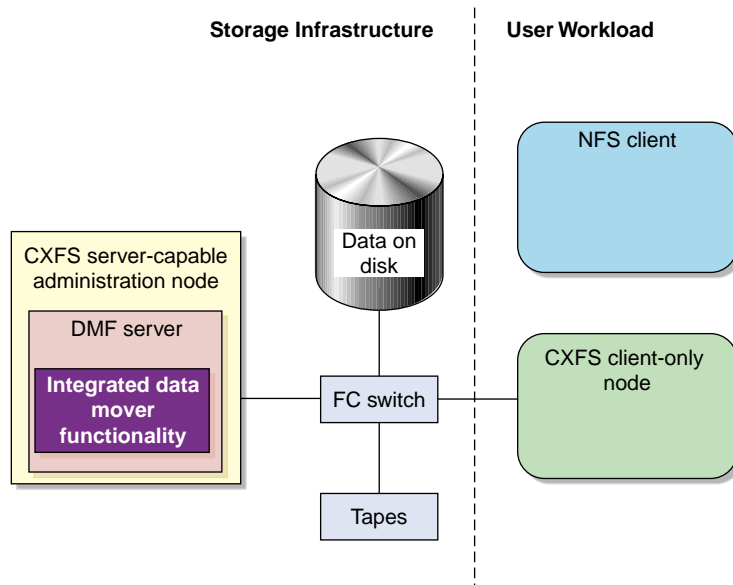 Storage Infrastructure
User Workload
NFS client
Data on
disk
CXFS server-capable
administration node
DMF server
Integrated data
mover
functionality
FC switch
CXFS client-only
node
Tapes